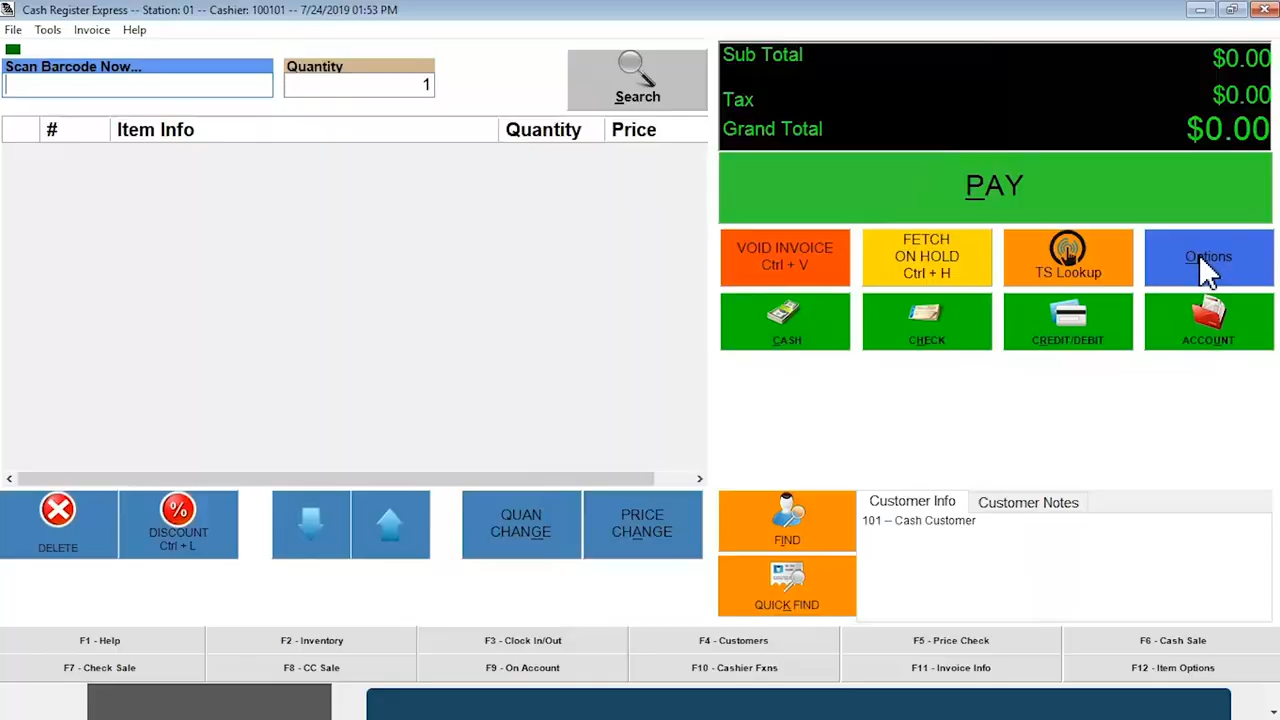 Cash Register Express -- Station: 01 -- Cashier: 100101 -- 7/24/2019 01:53 PM
File Tools Invoice Help
Scan Barcode Now...
Quantity
1
Search
# Item Info Quantity Price
Sub Total $0.00
Tax $0.00
Grand Total $0.00
PAY
VOID INVOICE
Ctrl + V
FETCH
ON HOLD
Ctrl + H
TS Lookup
Options
CASH
CHECK
CREDIT/DEBIT
ACCOUNT
DELETE
%
DISCOUNT
Ctrl + L
QUAN
CHANGE
PRICE
CHANGE
FIND
QUICK FIND
Customer Info Customer Notes
101 -- Cash Customer
F1 - Help F2 - Inventory F3 - Clock In/Out F4 - Customers F5 - Price Check F6 - Cash Sale
F7 - Check Sale F8 - CC Sale F9 - On Account F10 - Cashier Fxns F11 - Invoice Info F12 - Item Options